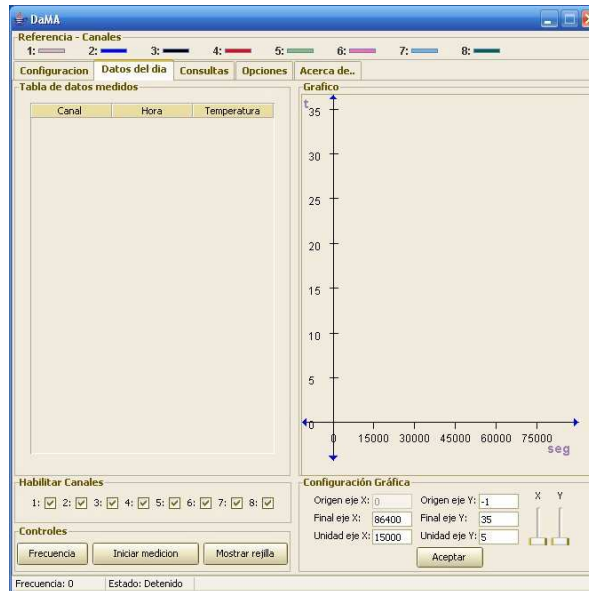 DaMA
Referencia - Canales
1: 2: 3: 4: 5: 6: 7: 8:
Configuracion Datos del dia Consultas Opciones Acerca de..
Tabla de datos medidos
Canal Hora Temperatura
Grafico
t
35
30
25
20
15
10
5
0
0 15000 30000 45000 60000 75000
seg
Habilitar Canales
1: 2: 3: 4: 5: 6: 7: 8:
Controles
Frecuencia Iniciar medicion Mostrar rejilla
Configuración Gráfica
Origen eje X: 0 Origen eje Y: -1 X Y
Final eje X: 86400 Final eje Y: 35
Unidad eje X: 15000 Unidad eje Y: 5
Aceptar
Frecuencia: 0 Estado: Detenido